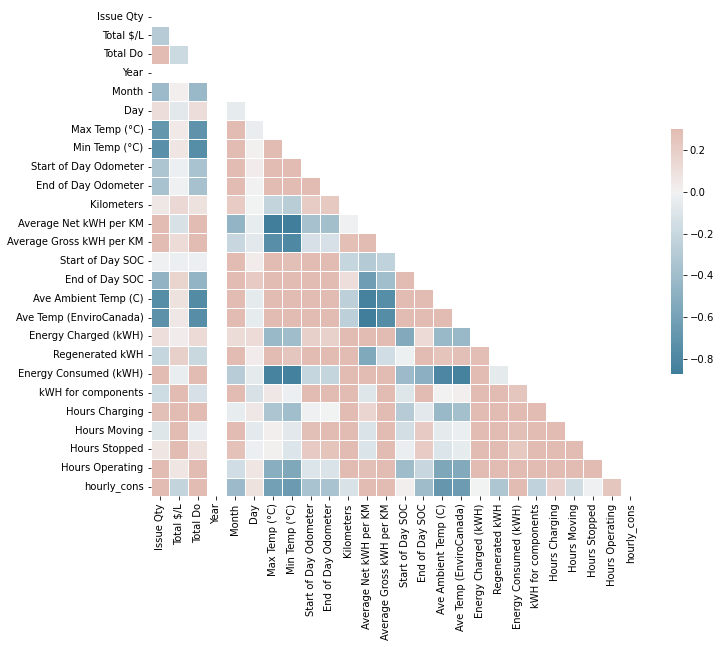 Issue Qty
Total $/L
Total Do
Year
Month
Day
Max Temp (°C)
Min Temp (°C)
Start of Day Odometer
End of Day Odometer
Kilometers
Average Net kWH per KM
Average Gross kWH per KM
Start of Day SOC
End of Day SOC
Ave Ambient Temp (C)
Ave Temp (EnviroCanada)
Energy Charged (kWH)
Regenerated kWH
Energy Consumed (kWH)
kWH for components
Hours Charging
Hours Moving
Hours Stopped
Hours Operating
hourly_cons
Issue Qty
Total $/L
Total Do
Year
Month
Day
Max Temp (°C)
Min Temp (°C)
Start of Day Odometer
End of Day Odometer
Kilometers
Average Net kWH per KM
Average Gross kWH per KM
Start of Day SOC
End of Day SOC
Ave Ambient Temp (C)
Ave Temp (EnviroCanada)
Energy Charged (kWH)
Regenerated kWH
Energy Consumed (kWH)
kWH for components
Hours Charging
Hours Moving
Hours Stopped
Hours Operating
hourly_cons
0.2
0.0
−0.2
−0.4
−0.6
−0.8